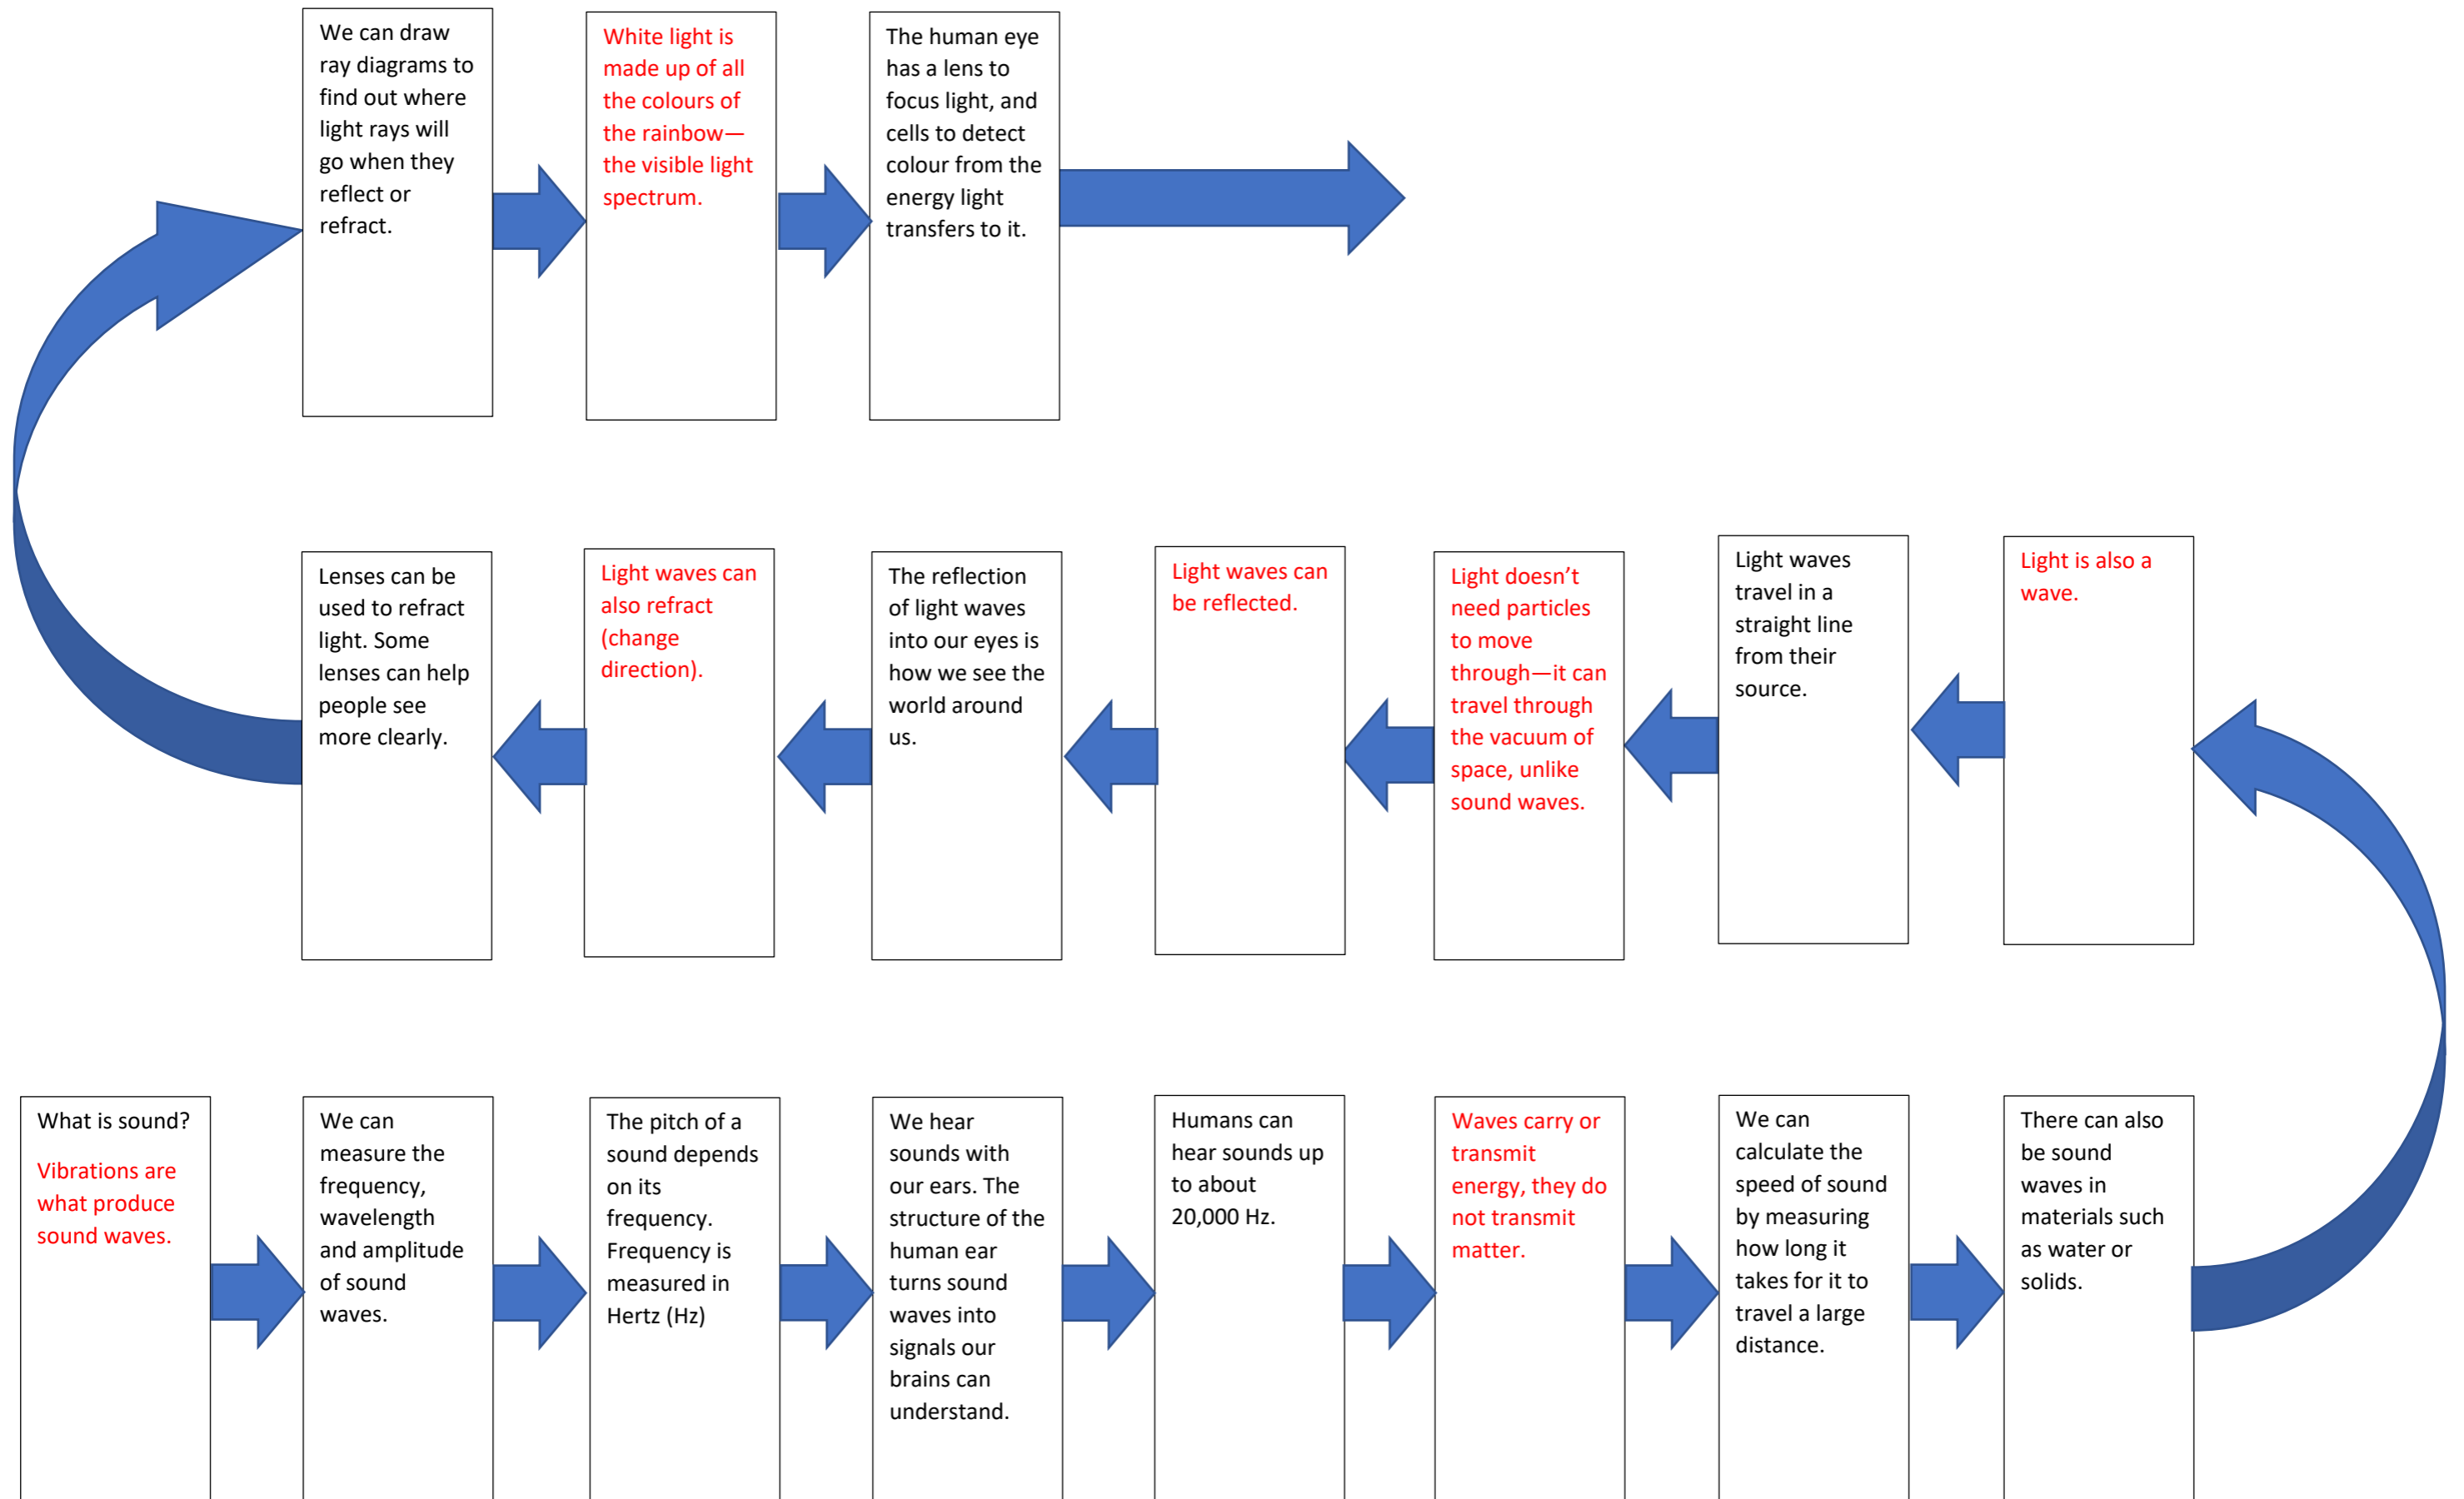 We can draw
ray diagrams to
find out where
light rays will
go when they
reflect or
refract.
White light is
made up of all
the colours of
the rainbow—
the visible light
spectrum.
The human eye
has a lens to
focus light, and
cells to detect
colour from the
energy light
transfers to it.
Lenses can be
used to refract
light. Some
lenses can help
people see
more clearly.
Light waves can
also refract
(change
direction).
The reflection
of light waves
into our eyes is
how we see the
world around
us.
Light waves can
be reflected.
Light doesn’t
need particles
to move
through—it can
travel through
the vacuum of
space, unlike
sound waves.
Light waves
travel in a
straight line
from their
source.
Light is also a
wave.
What is sound?
Vibrations are
what produce
sound waves.
We can
measure the
frequency,
wavelength
and amplitude
of sound
waves.
The pitch of a
sound depends
on its
frequency.
Frequency is
measured in
Hertz (Hz)
We hear
sounds with
our ears. The
structure of the
human ear
turns sound
waves into
signals our
brains can
understand.
Humans can
hear sounds up
to about
20,000 Hz.
Waves carry or
transmit
energy, they do
not transmit
matter.
We can
calculate the
speed of sound
by measuring
how long it
takes for it to
travel a large
distance.
There can also
be sound
waves in
materials such
as water or
solids.